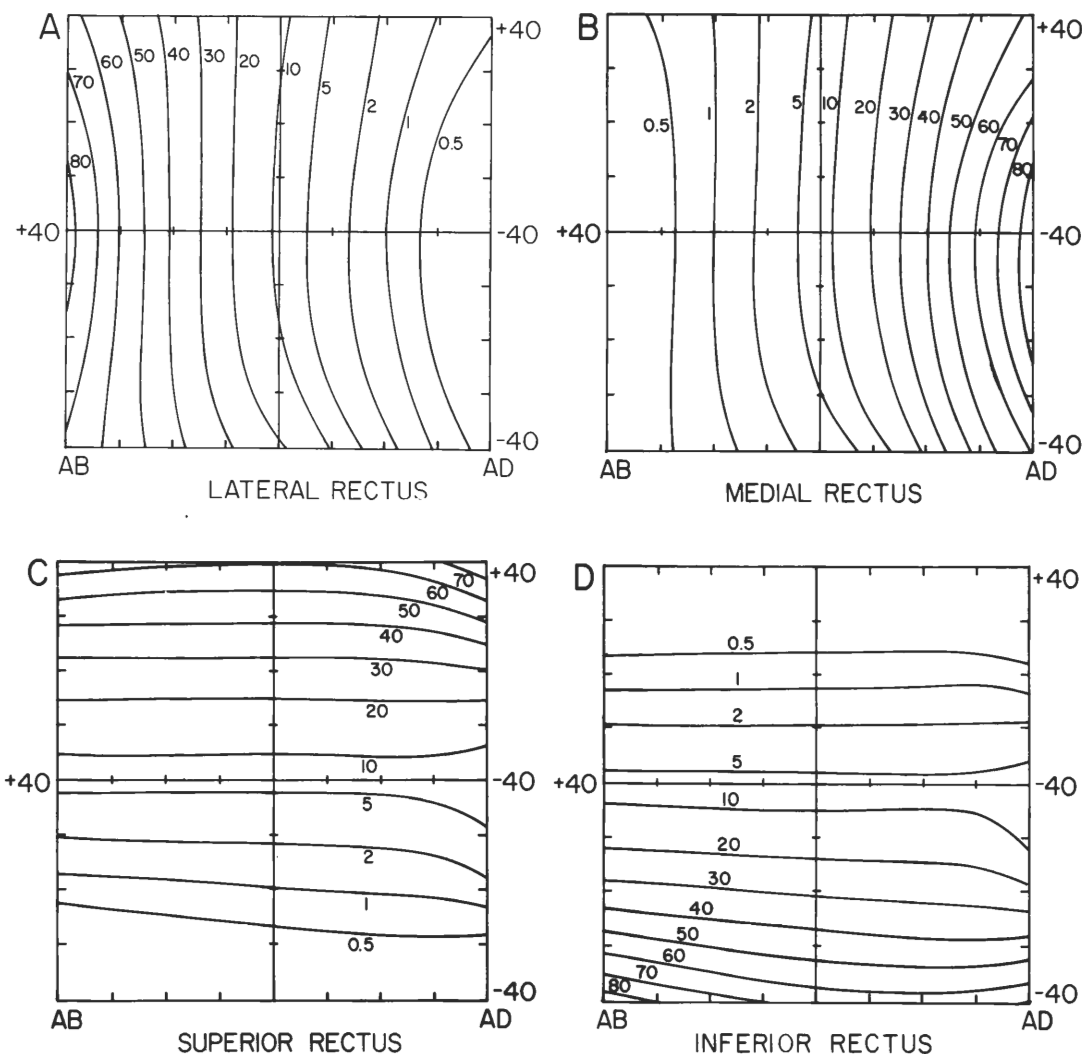 A
60 50 40 30 20 10 5 2 1 0.5
70
80
+40
+40 -40
-40
AB AD
LATERAL RECTUS
B
0.5 1 2 5 10 20 30 40 50 60 70 80
+40
+40 -40
-40
AB AD
MEDIAL RECTUS
C
70
60
50
40
30
20
10
5
2
1
0.5
+40
+40 -40
-40
AB AD
SUPERIOR RECTUS
D
0.5
1
2
5
10
20
30
40
50
60
70
80
+40
+40 -40
-40
AB AD
INFERIOR RECTUS